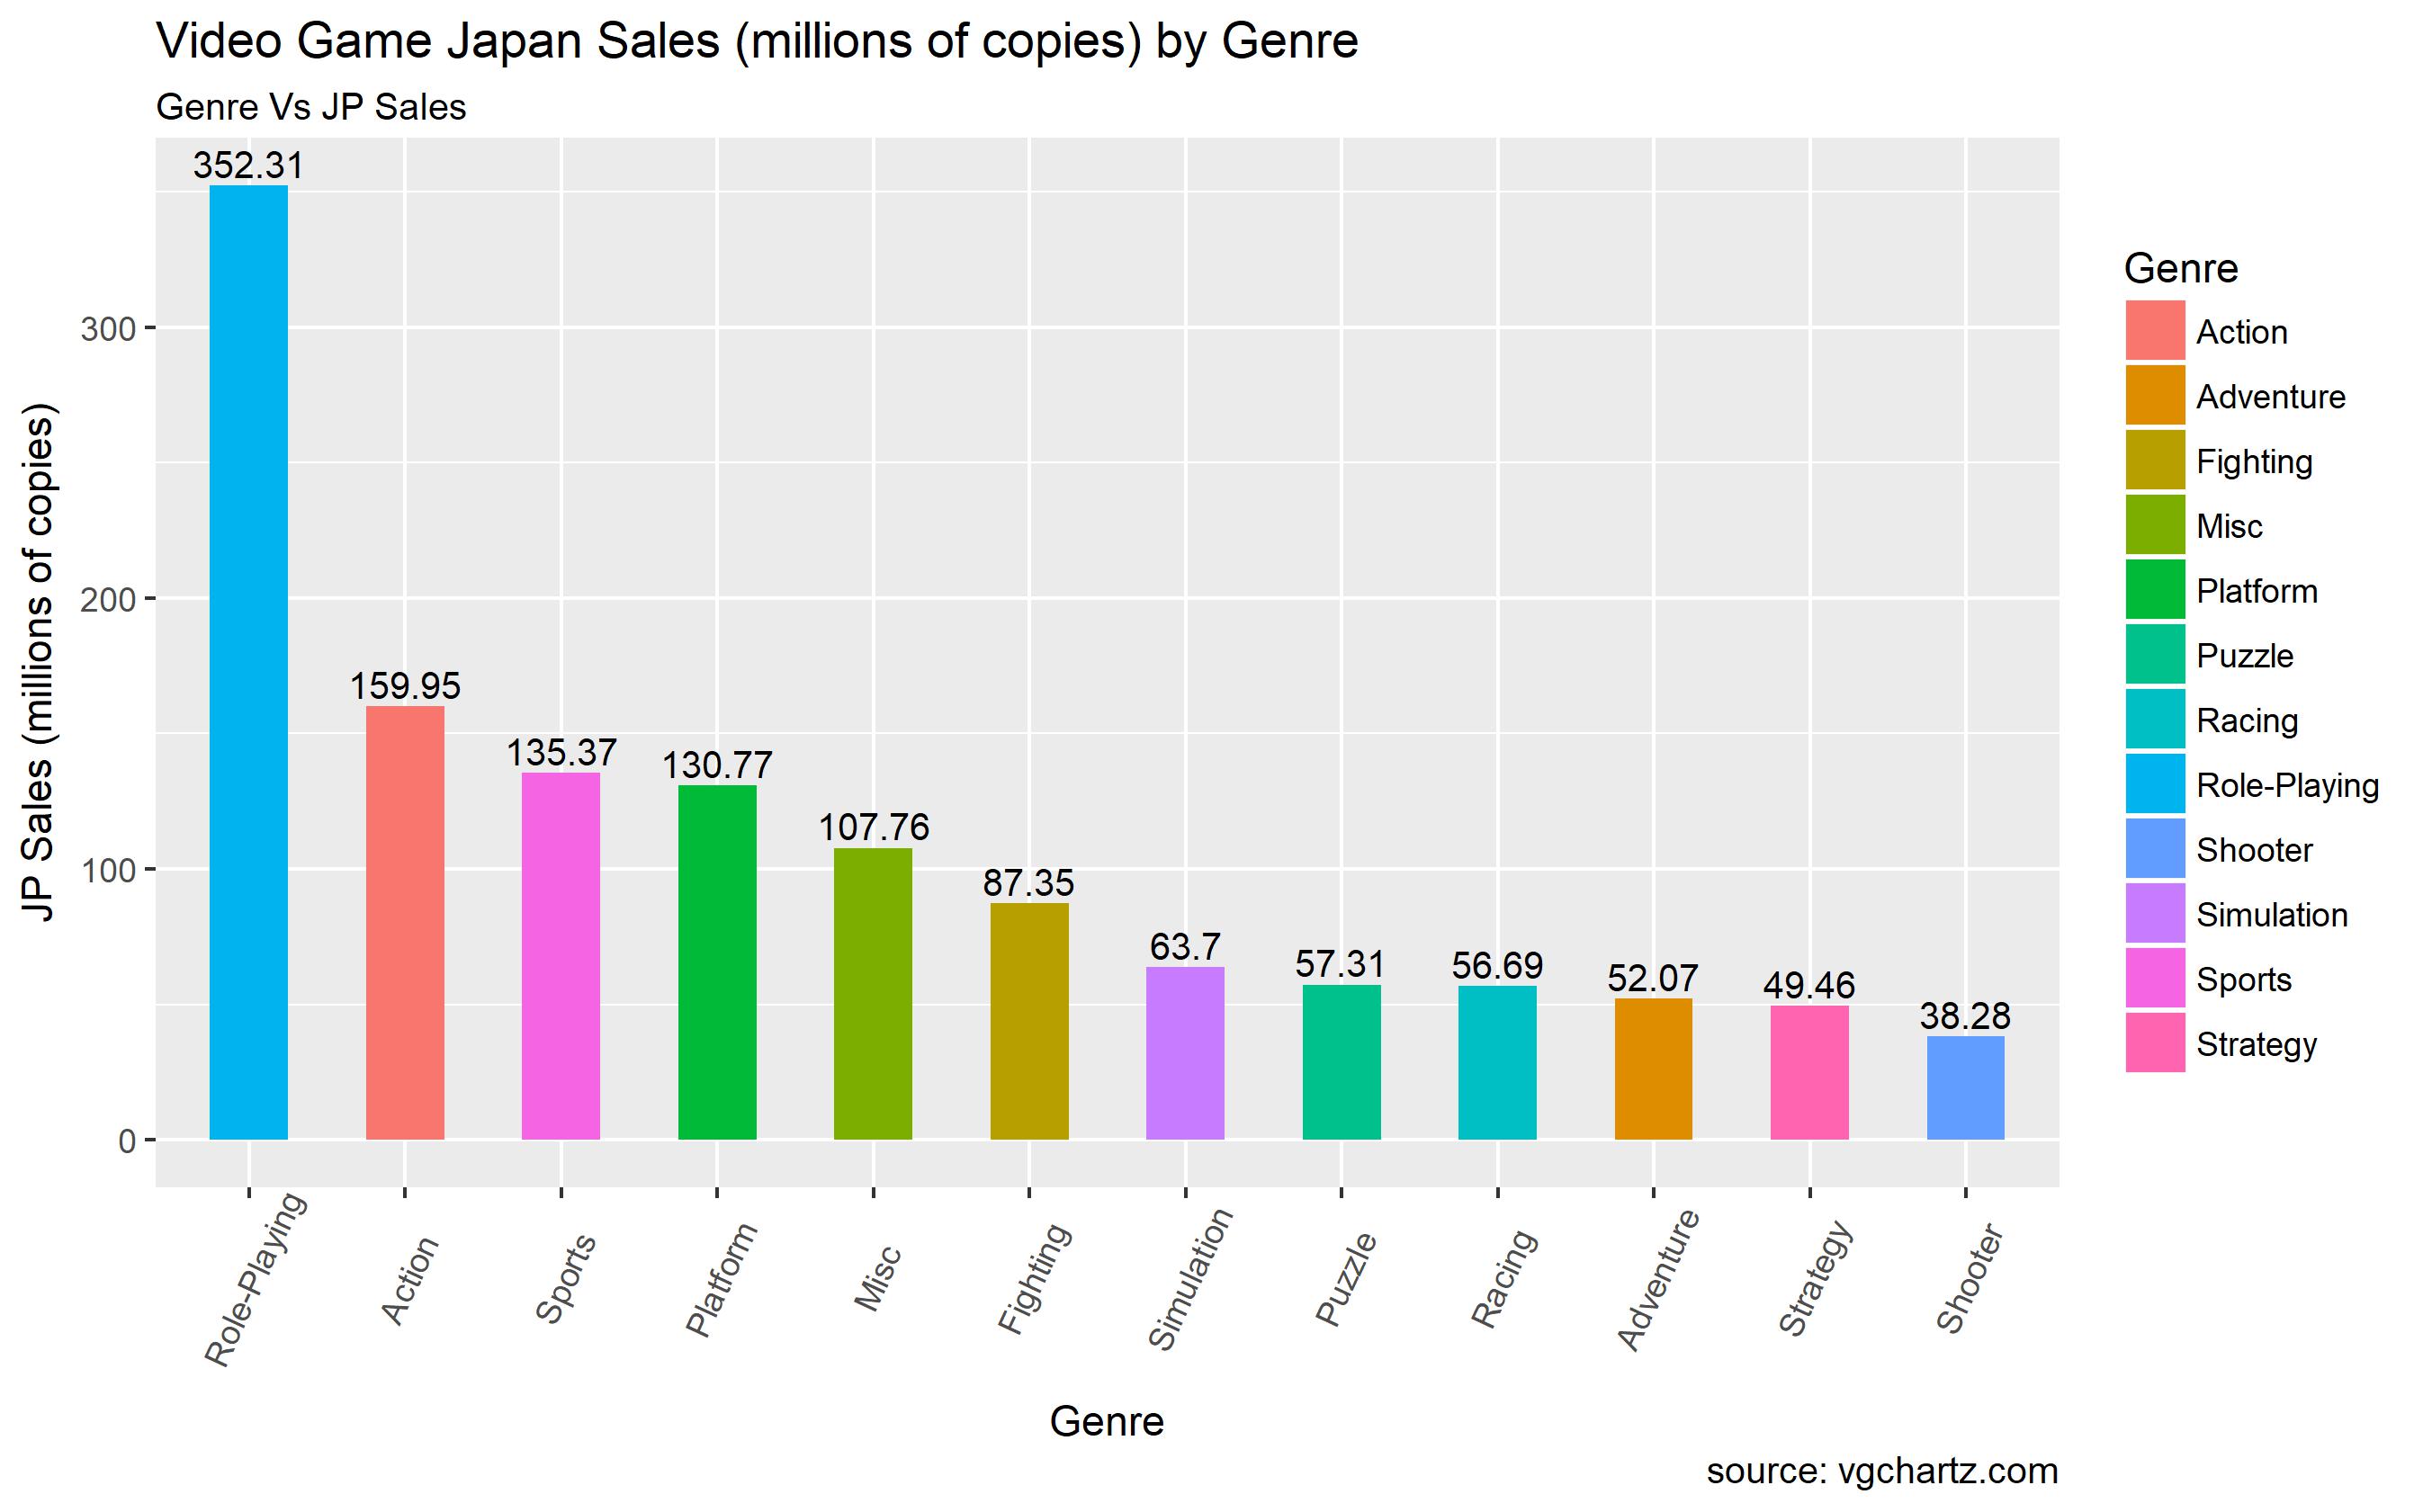 Video Game Japan Sales (millions of copies) by Genre
Genre Vs JP Sales
JP Sales (millions of copies)
300
200
100
0
352.31
159.95
135.37
130.77
107.76
87.35
63.7
57.31
56.69
52.07
49.46
38.28
Role-Playing
Action
Sports
Platform
Misc
Fighting
Simulation
Puzzle
Racing
Adventure
Strategy
Shooter
Genre
Genre
Action
Adventure
Fighting
Misc
Platform
Puzzle
Racing
Role-Playing
Shooter
Simulation
Sports
Strategy
source: vgchartz.com